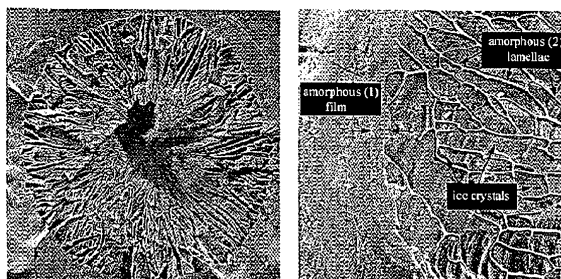 amorphous (2)
lamellae
amorphous (1)
film
ice crystals